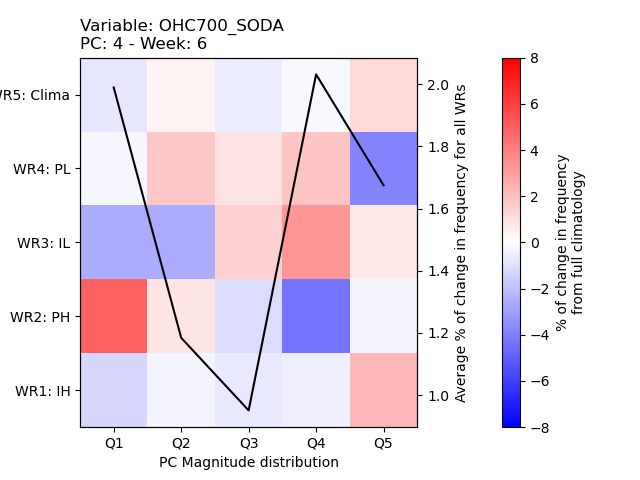 Variable: OHC700_SODA
PC: 4 - Week: 6
R5: Clima
WR4: PL
WR3: IL
WR2: PH
WR1: IH
Q1 Q2 Q3 Q4 Q5
PC Magnitude distribution
2.0
1.8
1.6
1.4
1.2
1.0
Average % of change in frequency for all WRs
8
6
4
2
0
−2
−4
−6
−8
% of change in frequency
from full climatology